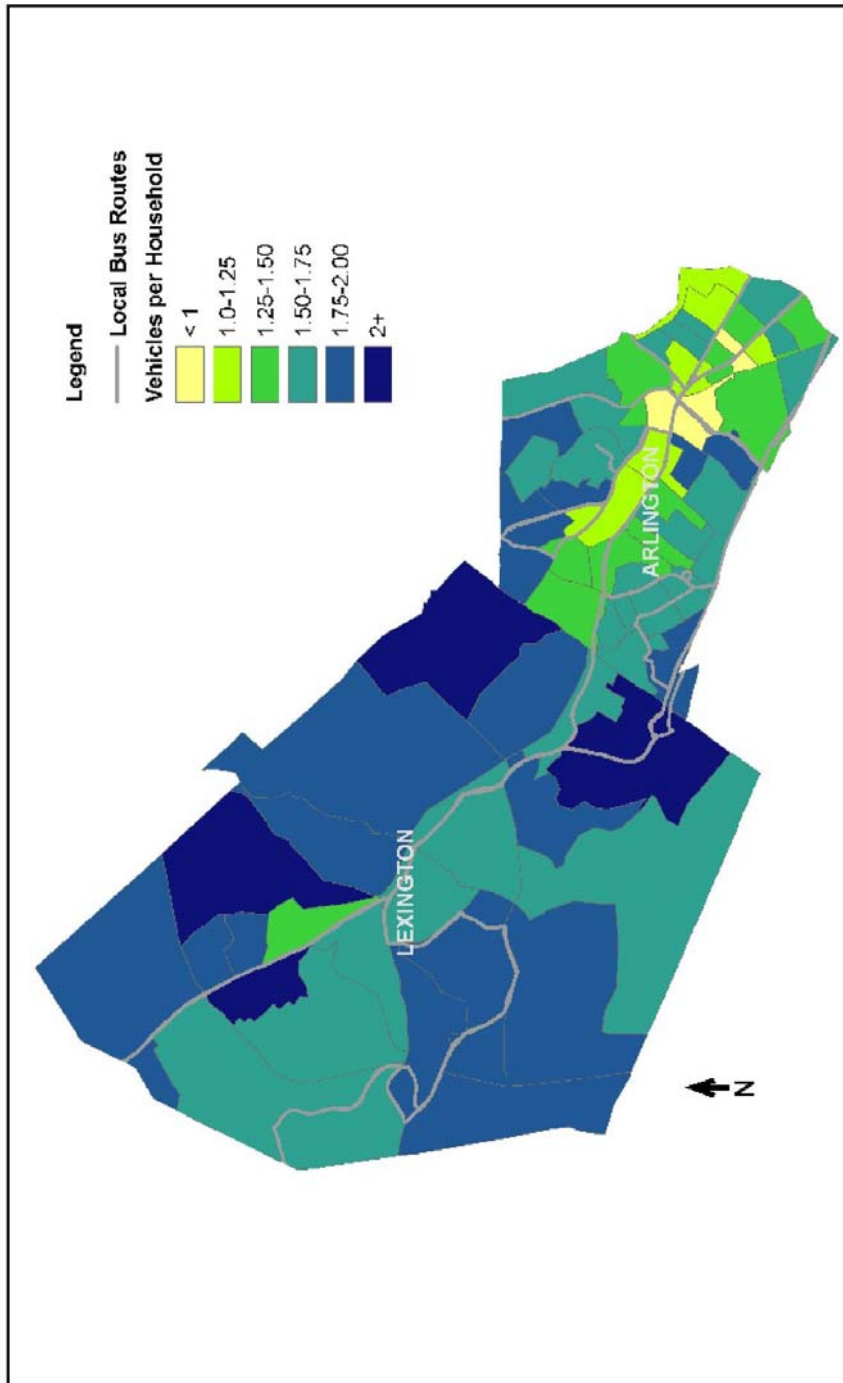 Legend
Local Bus Routes
Vehicles per Household
< 1
1.0-1.25
1.25-1.50
1.50-1.75
1.75-2.00
2+
LEXINGTON
ARLINGTON
N